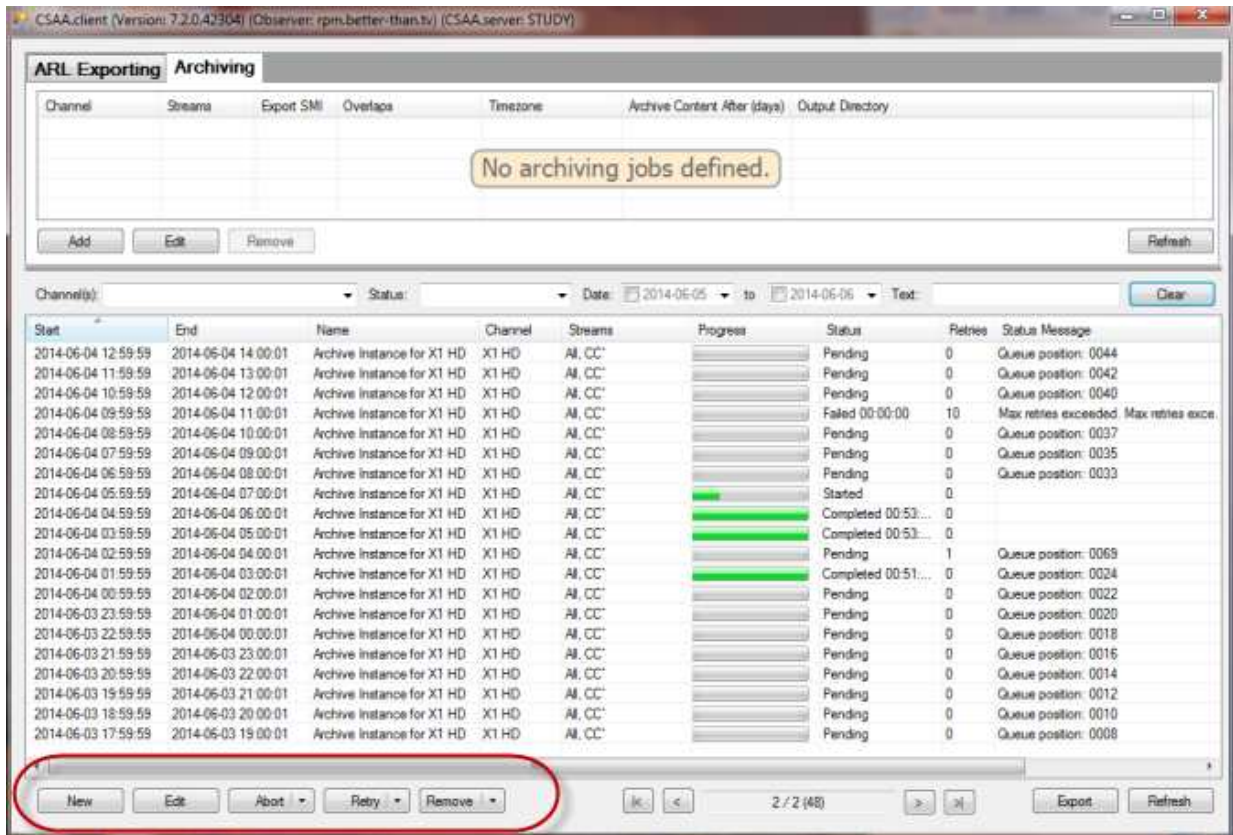 CSAA.client (Version: 7.2.0.42304) (Observer: rpm.better-than.tv) (CSAA.server: STUDY)
ARL Exporting Archiving
Channel Streams Export SMI Overlaps Timezone Archive Content After (days) Output Directory
No archiving jobs defined.
Add Edit Remove Refresh
Channel(s): Status: Date: 2014-06-05 to 2014-06-06 Text: Clear
Start End Name Channel Streams Progress Status Retries Status Message
2014-06-04 12:59:59 2014-06-04 14:00:01 Archive Instance for X1 HD X1 HD All, CC* Pending 0 Queue position: 0044
2014-06-04 11:59:59 2014-06-04 13:00:01 Archive Instance for X1 HD X1 HD All, CC* Pending 0 Queue position: 0042
2014-06-04 10:59:59 2014-06-04 12:00:01 Archive Instance for X1 HD X1 HD All, CC* Pending 0 Queue position: 0040
2014-06-04 09:59:59 2014-06-04 11:00:01 Archive Instance for X1 HD X1 HD All, CC* Failed 00:00:00 10 Max retries exceeded. Max retries exce.
2014-06-04 08:59:59 2014-06-04 10:00:01 Archive Instance for X1 HD X1 HD All, CC* Pending 0 Queue position: 0037
2014-06-04 07:59:59 2014-06-04 09:00:01 Archive Instance for X1 HD X1 HD All, CC* Pending 0 Queue position: 0035
2014-06-04 06:59:59 2014-06-04 08:00:01 Archive Instance for X1 HD X1 HD All, CC* Pending 0 Queue position: 0033
2014-06-04 05:59:59 2014-06-04 07:00:01 Archive Instance for X1 HD X1 HD All, CC* Started 0
2014-06-04 04:59:59 2014-06-04 06:00:01 Archive Instance for X1 HD X1 HD All, CC* Completed 00:53:... 0
2014-06-04 03:59:59 2014-06-04 05:00:01 Archive Instance for X1 HD X1 HD All, CC* Completed 00:53:... 0
2014-06-04 02:59:59 2014-06-04 04:00:01 Archive Instance for X1 HD X1 HD All, CC* Pending 1 Queue position: 0069
2014-06-04 01:59:59 2014-06-04 03:00:01 Archive Instance for X1 HD X1 HD All, CC* Completed 00:51:... 0 Queue position: 0024
2014-06-04 00:59:59 2014-06-04 02:00:01 Archive Instance for X1 HD X1 HD All, CC* Pending 0 Queue position: 0022
2014-06-03 23:59:59 2014-06-04 01:00:01 Archive Instance for X1 HD X1 HD All, CC* Pending 0 Queue position: 0020
2014-06-03 22:59:59 2014-06-04 00:00:01 Archive Instance for X1 HD X1 HD All, CC* Pending 0 Queue position: 0018
2014-06-03 21:59:59 2014-06-03 23:00:01 Archive Instance for X1 HD X1 HD All, CC* Pending 0 Queue position: 0016
2014-06-03 20:59:59 2014-06-03 22:00:01 Archive Instance for X1 HD X1 HD All, CC* Pending 0 Queue position: 0014
2014-06-03 19:59:59 2014-06-03 21:00:01 Archive Instance for X1 HD X1 HD All, CC* Pending 0 Queue position: 0012
2014-06-03 18:59:59 2014-06-03 20:00:01 Archive Instance for X1 HD X1 HD All, CC* Pending 0 Queue position: 0010
2014-06-03 17:59:59 2014-06-03 19:00:01 Archive Instance for X1 HD X1 HD All, CC* Pending 0 Queue position: 0008
New Edit Abort Retry Remove |< < 2 / 2 (48) > >| Export Refresh